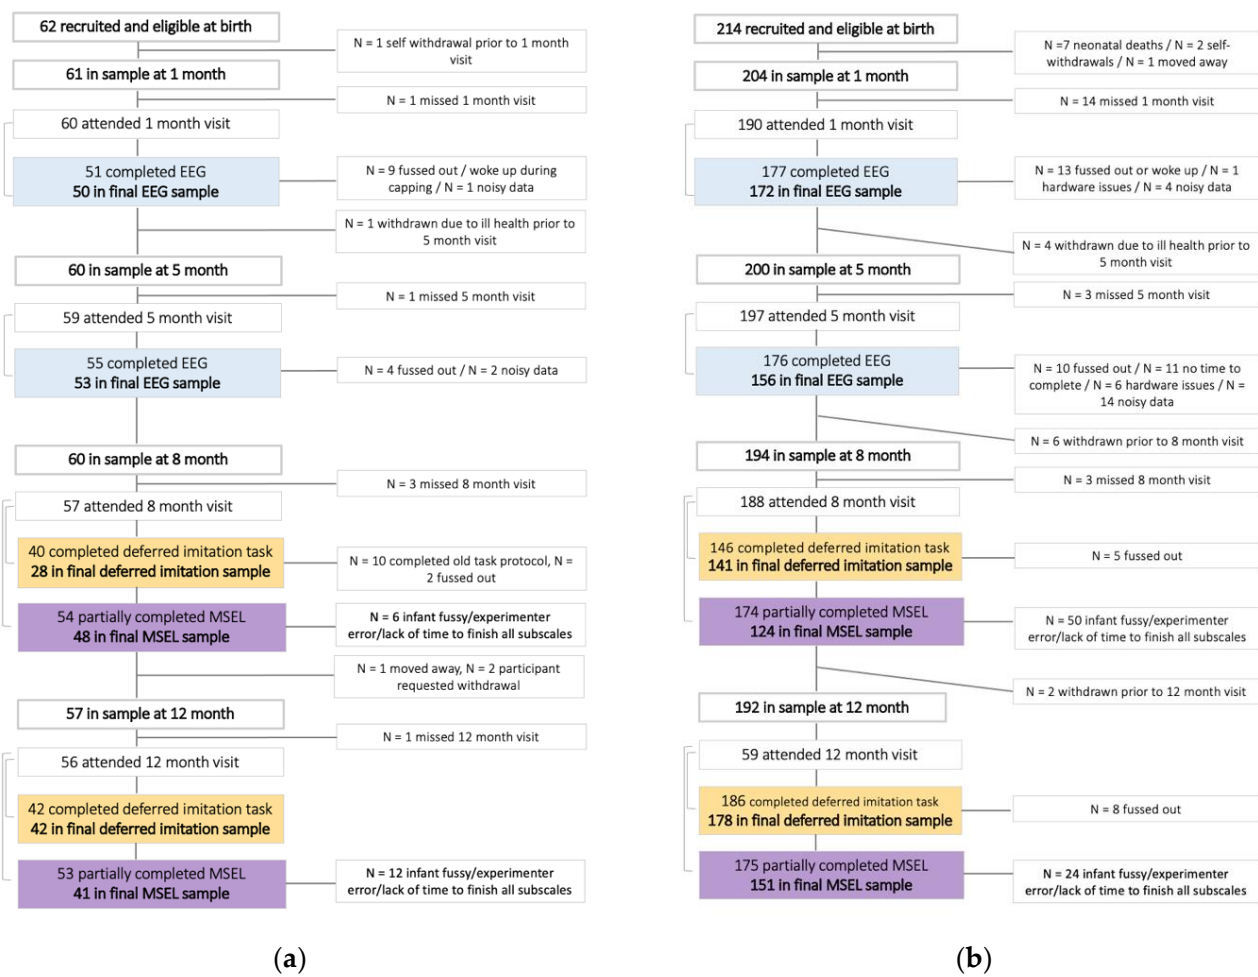 62 recruited and eligible at birth
N = 1 self withdrawal prior to 1 month
visit
61 in sample at 1 month
N = 1 missed 1 month visit
60 attended 1 month visit
51 completed EEG
50 in final EEG sample
N = 9 fussed out / woke up during
capping / N = 1 noisy data
N = 1 withdrawn due to ill health prior to
5 month visit
60 in sample at 5 month
N = 1 missed 5 month visit
59 attended 5 month visit
55 completed EEG
53 in final EEG sample
N = 4 fussed out / N = 2 noisy data
60 in sample at 8 month
N = 3 missed 8 month visit
57 attended 8 month visit
40 completed deferred imitation task
28 in final deferred imitation sample
N = 10 completed old task protocol, N =
2 fussed out
54 partially completed MSEL
48 in final MSEL sample
N = 6 infant fussy/experimenter
error/lack of time to finish all subscales
N = 1 moved away, N = 2 participant
requested withdrawal
57 in sample at 12 month
N = 1 missed 12 month visit
56 attended 12 month visit
42 completed deferred imitation task
42 in final deferred imitation sample
53 partially completed MSEL
41 in final MSEL sample
N = 12 infant fussy/experimenter
error/lack of time to finish all subscales
(a)
214 recruited and eligible at birth
N =7 neonatal deaths / N = 2 self-
withdrawals / N = 1 moved away
204 in sample at 1 month
N = 14 missed 1 month visit
190 attended 1 month visit
177 completed EEG
172 in final EEG sample
N = 13 fussed out or woke up / N = 1
hardware issues / N = 4 noisy data
N = 4 withdrawn due to ill health prior to
5 month visit
200 in sample at 5 month
N = 3 missed 5 month visit
197 attended 5 month visit
176 completed EEG
156 in final EEG sample
N = 10 fussed out / N = 11 no time to
complete / N = 6 hardware issues / N =
14 noisy data
N = 6 withdrawn prior to 8 month visit
194 in sample at 8 month
N = 3 missed 8 month visit
188 attended 8 month visit
146 completed deferred imitation task
141 in final deferred imitation sample
N = 5 fussed out
174 partially completed MSEL
124 in final MSEL sample
N = 50 infant fussy/experimenter
error/lack of time to finish all subscales
N = 2 withdrawn prior to 12 month visit
192 in sample at 12 month
59 attended 12 month visit
186 completed deferred imitation task
178 in final deferred imitation sample
N = 8 fussed out
175 partially completed MSEL
151 in final MSEL sample
N = 24 infant fussy/experimenter
error/lack of time to finish all subscales
(b)